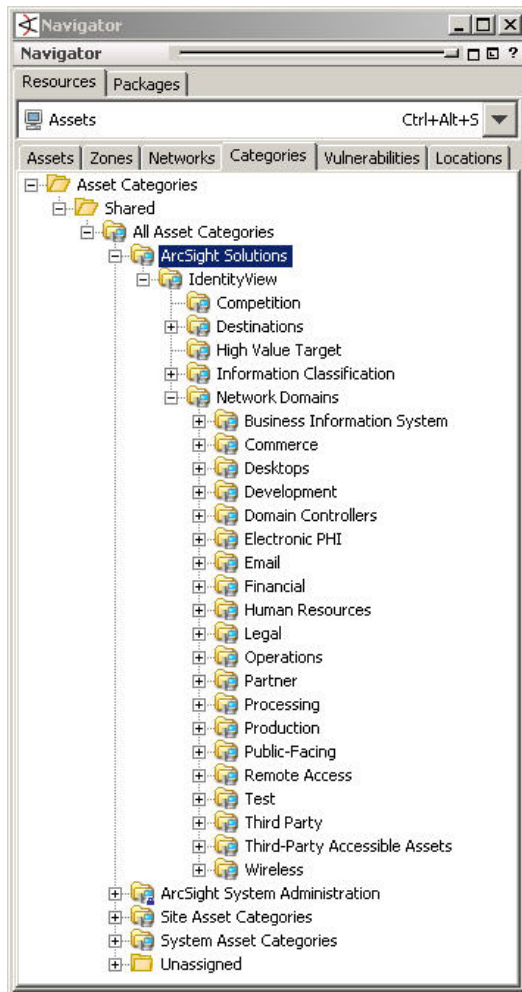 Navigator
Navigator ?
Resources Packages
Assets Ctrl+Alt+S
Assets Zones Networks Categories Vulnerabilities Locations
Asset Categories
Shared
All Asset Categories
ArcSight Solutions
IdentityView
Competition
Destinations
High Value Target
Information Classification
Network Domains
Business Information System
Commerce
Desktops
Development
Domain Controllers
Electronic PHI
Email
Financial
Human Resources
Legal
Operations
Partner
Processing
Production
Public-Facing
Remote Access
Test
Third Party
Third-Party Accessible Assets
Wireless
ArcSight System Administration
Site Asset Categories
System Asset Categories
Unassigned